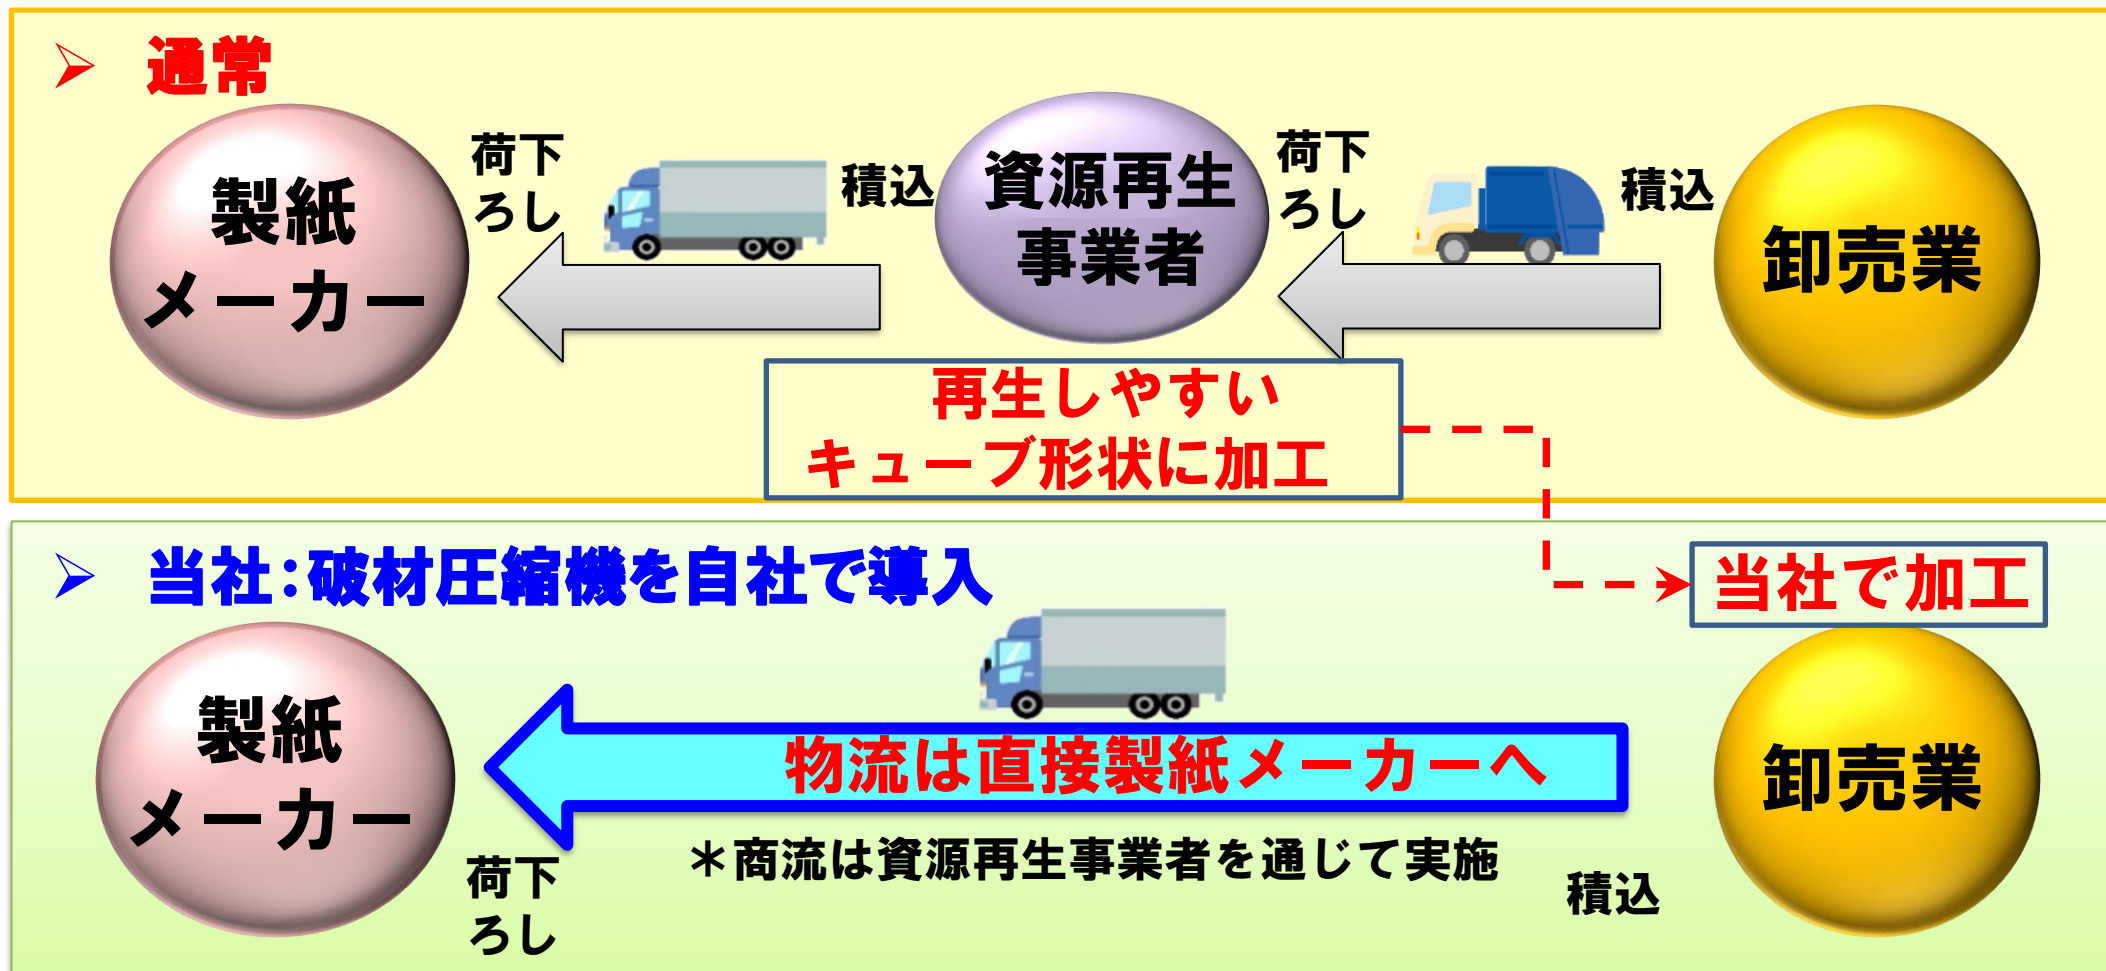 ➢ 通常
製紙
メーカー
荷下
ろし
積込
資源再生
事業者
荷下
ろし
積込
卸売業
再生しやすい
キューブ形状に加工
➢ 当社：破材圧縮機を自社で導入
当社で加工
製紙
メーカー
物流は直接製紙メーカーへ
＊商流は資源再生事業者を通じて実施
荷下
ろし
積込
卸売業